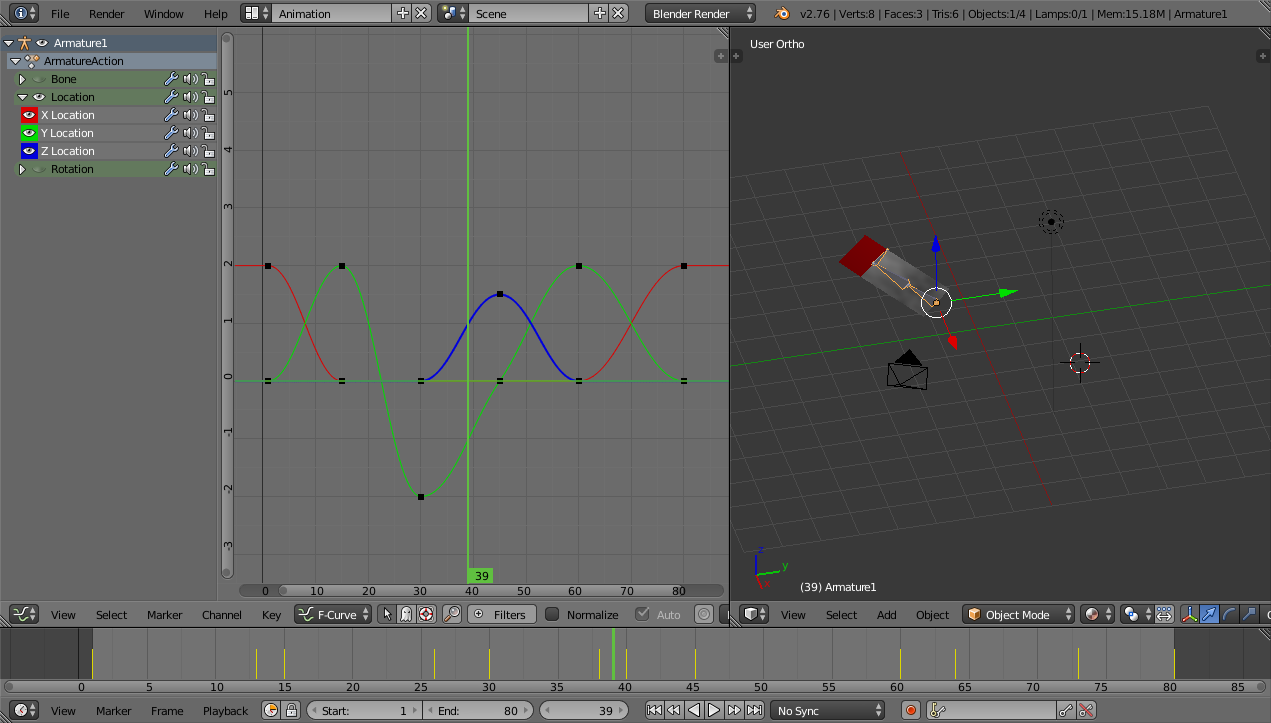 File Render Window Help Animation Scene Blender Render v2.76 | Verts:8 | Faces:3 | Tris:6 | Objects:1/4 | Lamps:0/1 | Mem:15.18M | Armature1
Armature1
ArmatureAction
Bone
Location
X Location
Y Location
Z Location
Rotation
5
4
3
2
1
0
-1
-2
-3
39
0 10 20 30 40 50 60 70 80
User Ortho
z
y
x
(39) Armature1
View Select Marker Channel Key F-Curve Filters Normalize Auto
View Select Add Object Object Mode
0 5 10 15 20 25 30 35 40 45 50 55 60 65 70 75 80 85
View Marker Frame Playback Start: 1 End: 80 39 No Sync